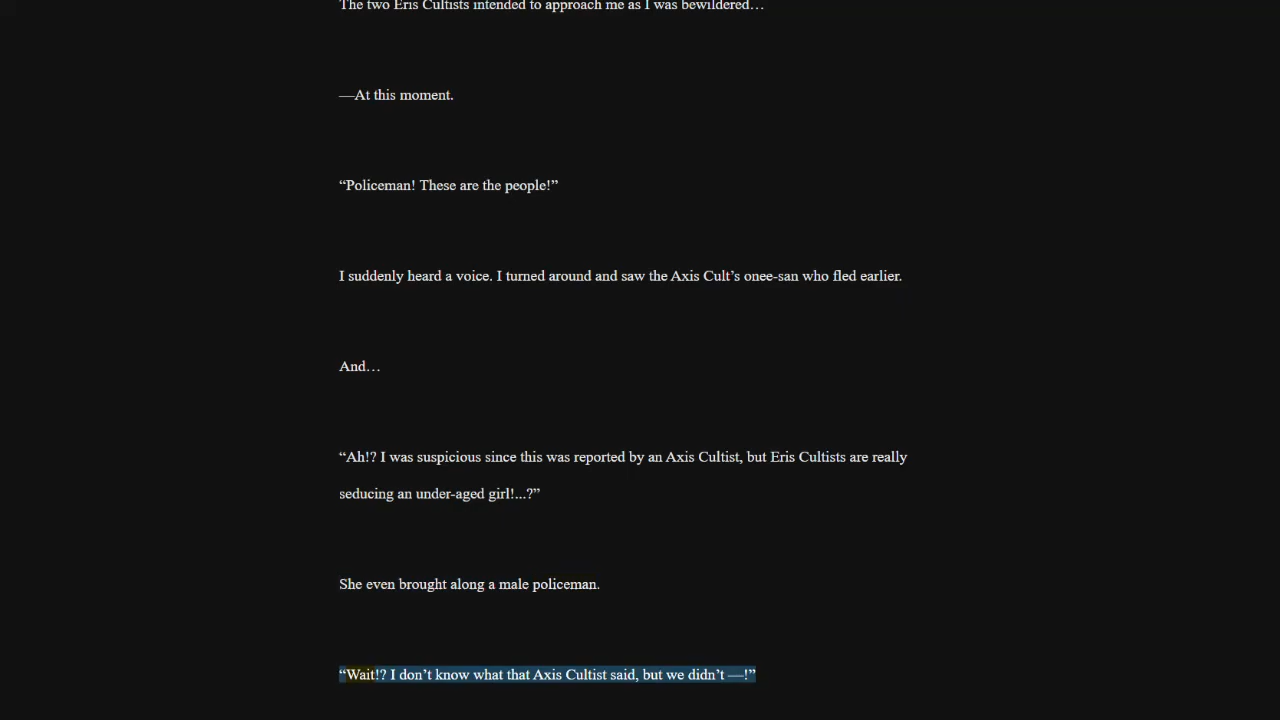 The two Eris Cultists intended to approach me as I was bewildered…
—At this moment.
“Policeman! These are the people!”
I suddenly heard a voice. I turned around and saw the Axis Cult’s onee-san who fled earlier.
And…
“Ah!? I was suspicious since this was reported by an Axis Cultist, but Eris Cultists are really
seducing an under-aged girl!...?”
She even brought along a male policeman.
“Wait!? I don’t know what that Axis Cultist said, but we didn’t —!”